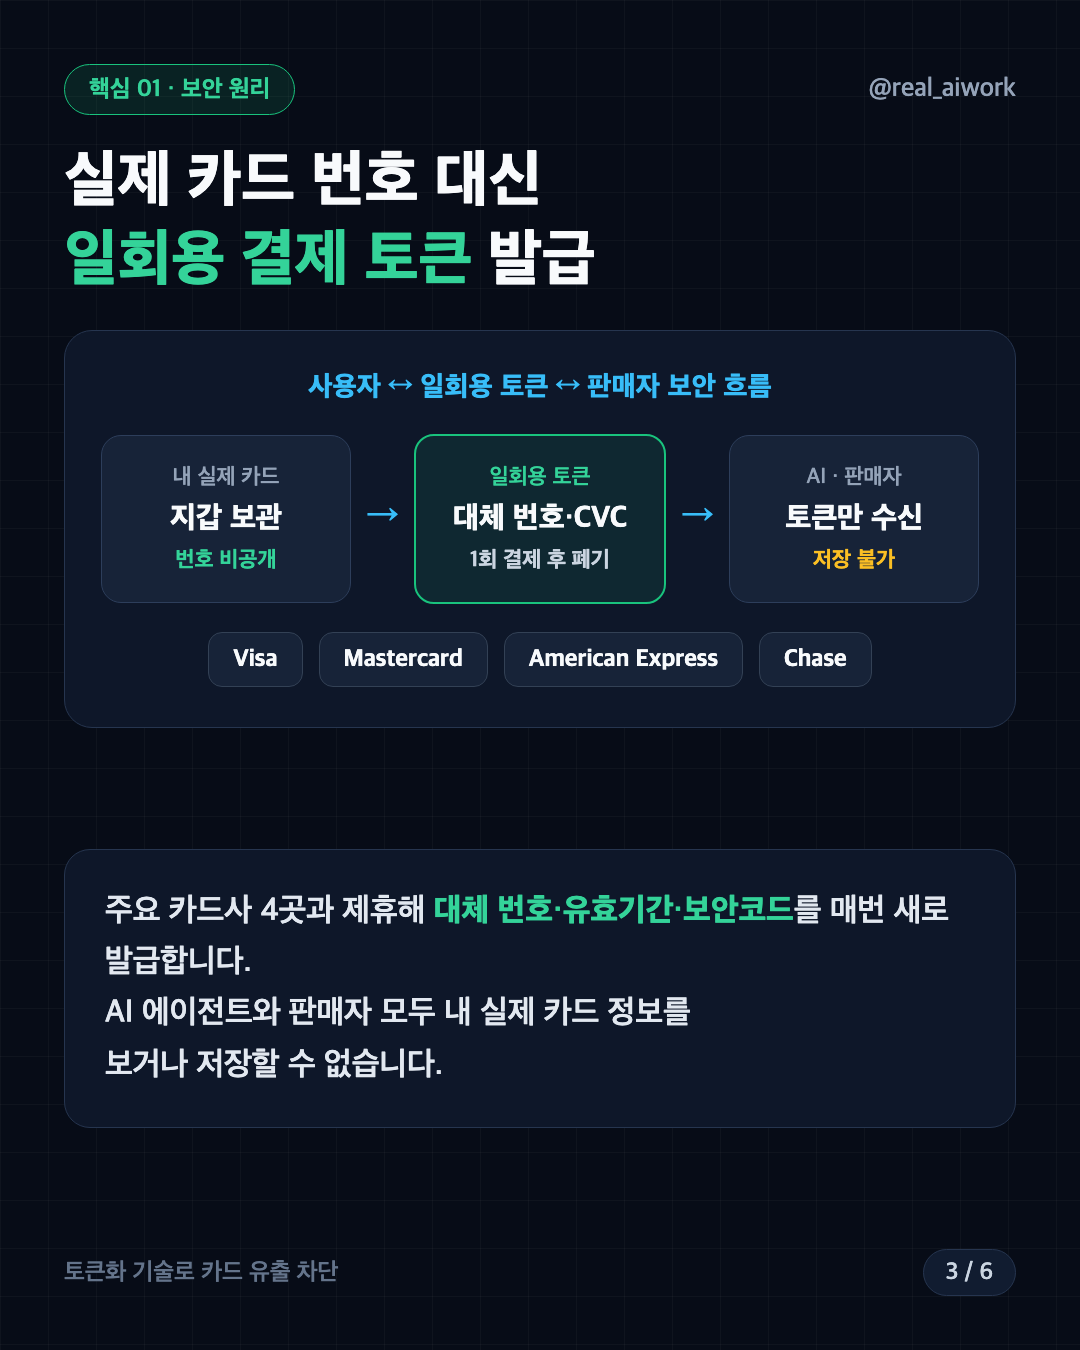 핵심 01 · 보안 원리
@real_aiwork
실제 카드 번호 대신
일회용 결제 토큰 발급
사용자 ↔ 일회용 토큰 ↔ 판매자 보안 흐름
내 실제 카드
지갑 보관
번호 비공개
→
일회용 토큰
대체 번호·CVC
1회 결제 후 폐기
→
AI · 판매자
토큰만 수신
저장 불가
Visa
Mastercard
American Express
Chase
주요 카드사 4곳과 제휴해 대체 번호·유효기간·보안코드를 매번 새로
발급합니다.
AI 에이전트와 판매자 모두 내 실제 카드 정보를
보거나 저장할 수 없습니다.
토큰화 기술로 카드 유출 차단
3 / 6